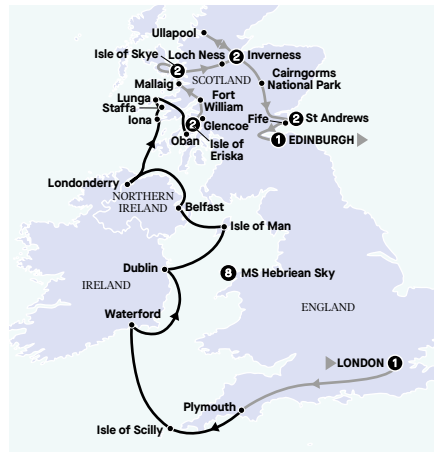 Ullapool
Isle of Skye
Loch Ness
2
Inverness
2
SCOTLAND
Cairngorms
National Park
Mallaig
Lunga
Staffa
Iona
Fort
William
Fife
2
St Andrews
2
Glencoe
1
EDINBURGH
Oban
Isle of
Eriska
Londonderry
NORTHERN
IRELAND
Belfast
Isle of Man
Dublin
8
MS Hebriean Sky
IRELAND
ENGLAND
Waterford
LONDON
1
Plymouth
Isle of Scilly